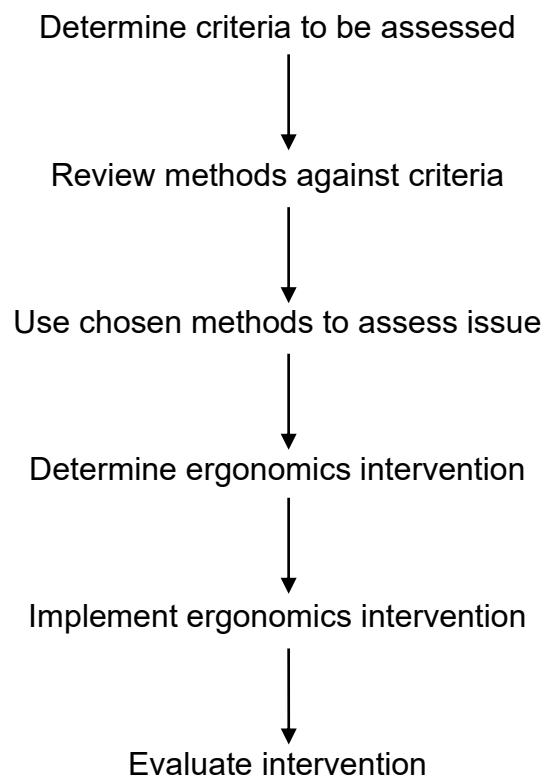 Determine criteria to be assessed
Review methods against criteria
Use chosen methods to assess issue
Determine ergonomics intervention
Implement ergonomics intervention
Evaluate intervention